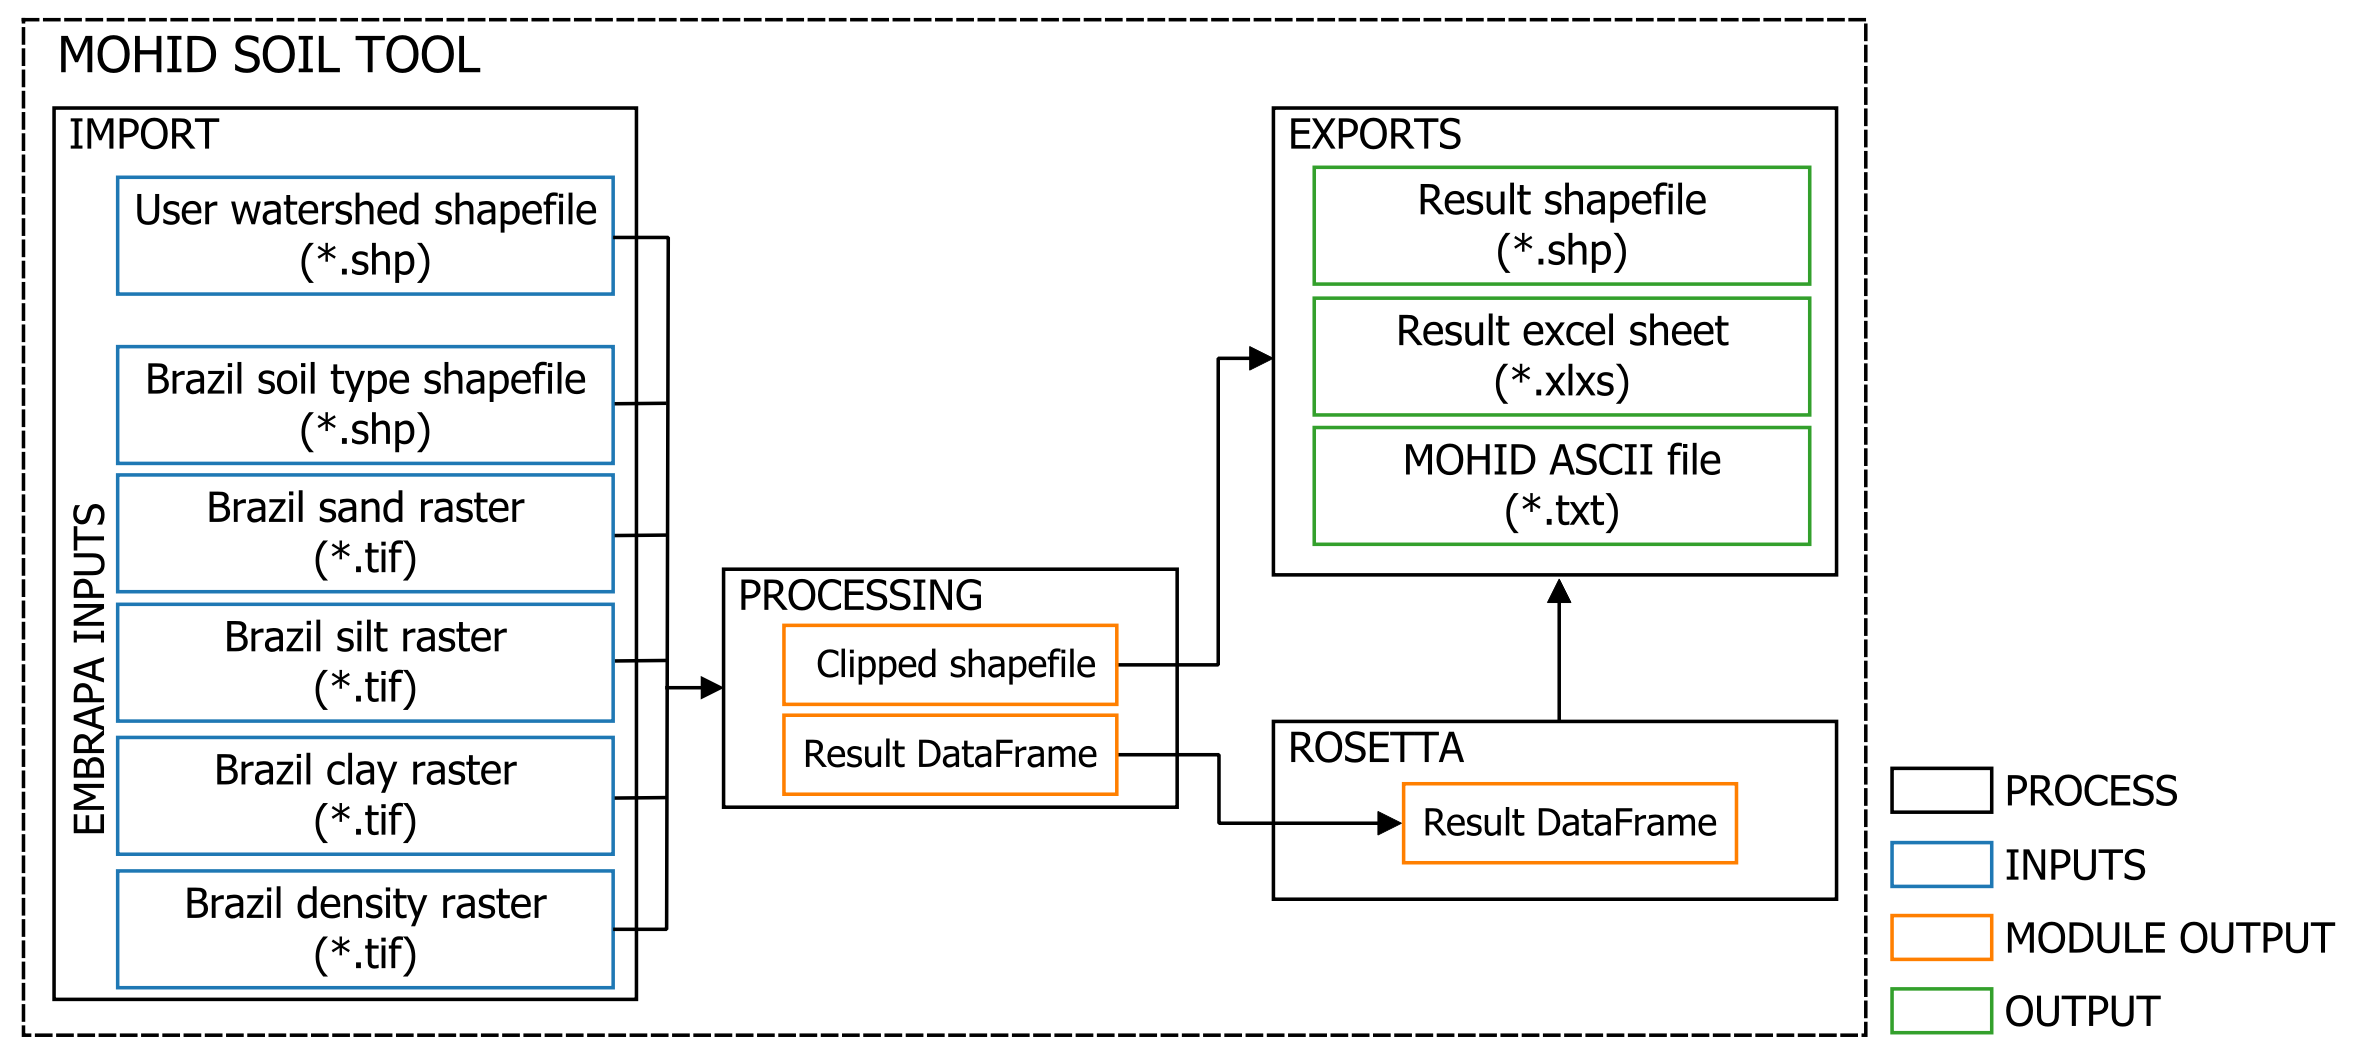 MOHID SOIL TOOL
IMPORT
User watershed shapefile
(*.shp)
EMBRAPA INPUTS
Brazil soil type shapefile
(*.shp)
Brazil sand raster
(*.tif)
Brazil silt raster
(*.tif)
Brazil clay raster
(*.tif)
Brazil density raster
(*.tif)
PROCESSING
Clipped shapefile
Result DataFrame
EXPORTS
Result shapefile
(*.shp)
Result excel sheet
(*.xlxs)
MOHID ASCII file
(*.txt)
ROSETTA
Result DataFrame
PROCESS
INPUTS
MODULE OUTPUT
OUTPUT